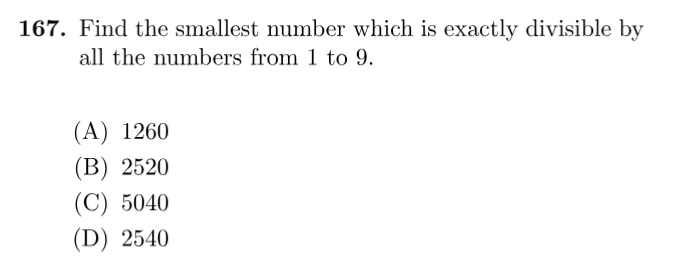 167. Find the smallest number which is exactly divisible by
all the numbers from 1 to 9.
(A) 1260
(B) 2520
(C) 5040
(D) 2540